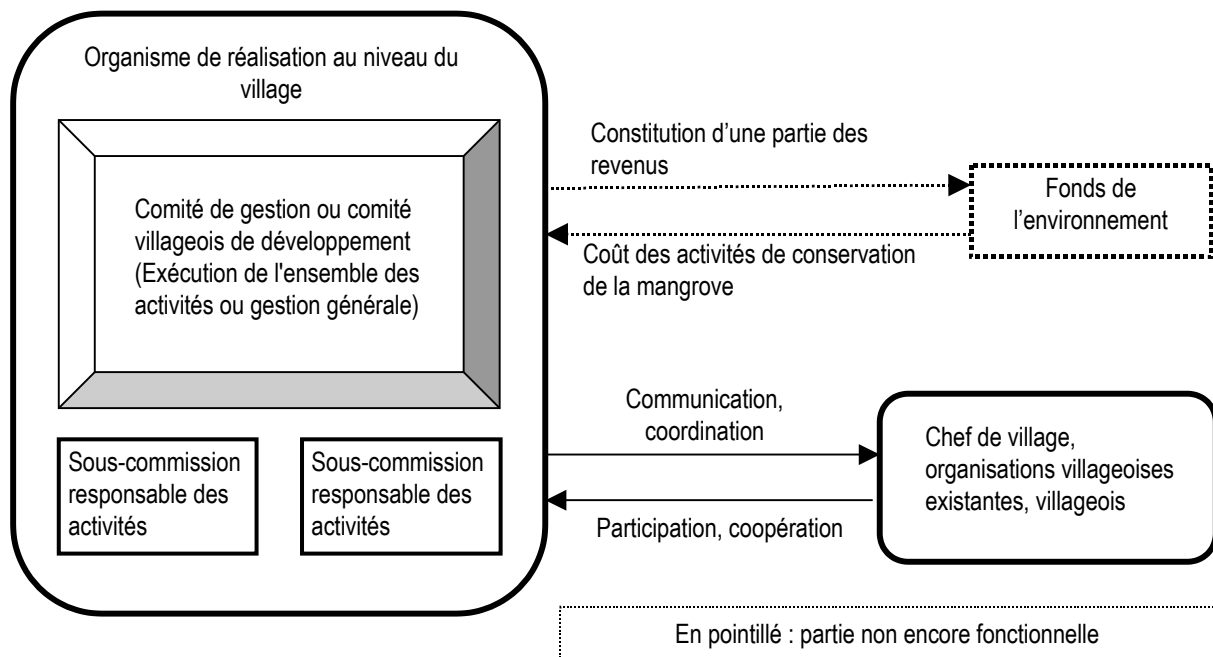 Organisme de réalisation au niveau du
village
Comité de gestion ou comité
villageois de développement
(Exécution de l'ensemble des
activités ou gestion générale)
Sous-commission
responsable des
activités
Sous-commission
responsable des
activités
Constitution d’une partie des
revenus
Fonds de
l’environnement
Coût des activités de conservation
de la mangrove
Communication,
coordination
Chef de village,
organisations villageoises
existantes, villageois
Participation, coopération
En pointillé : partie non encore fonctionnelle